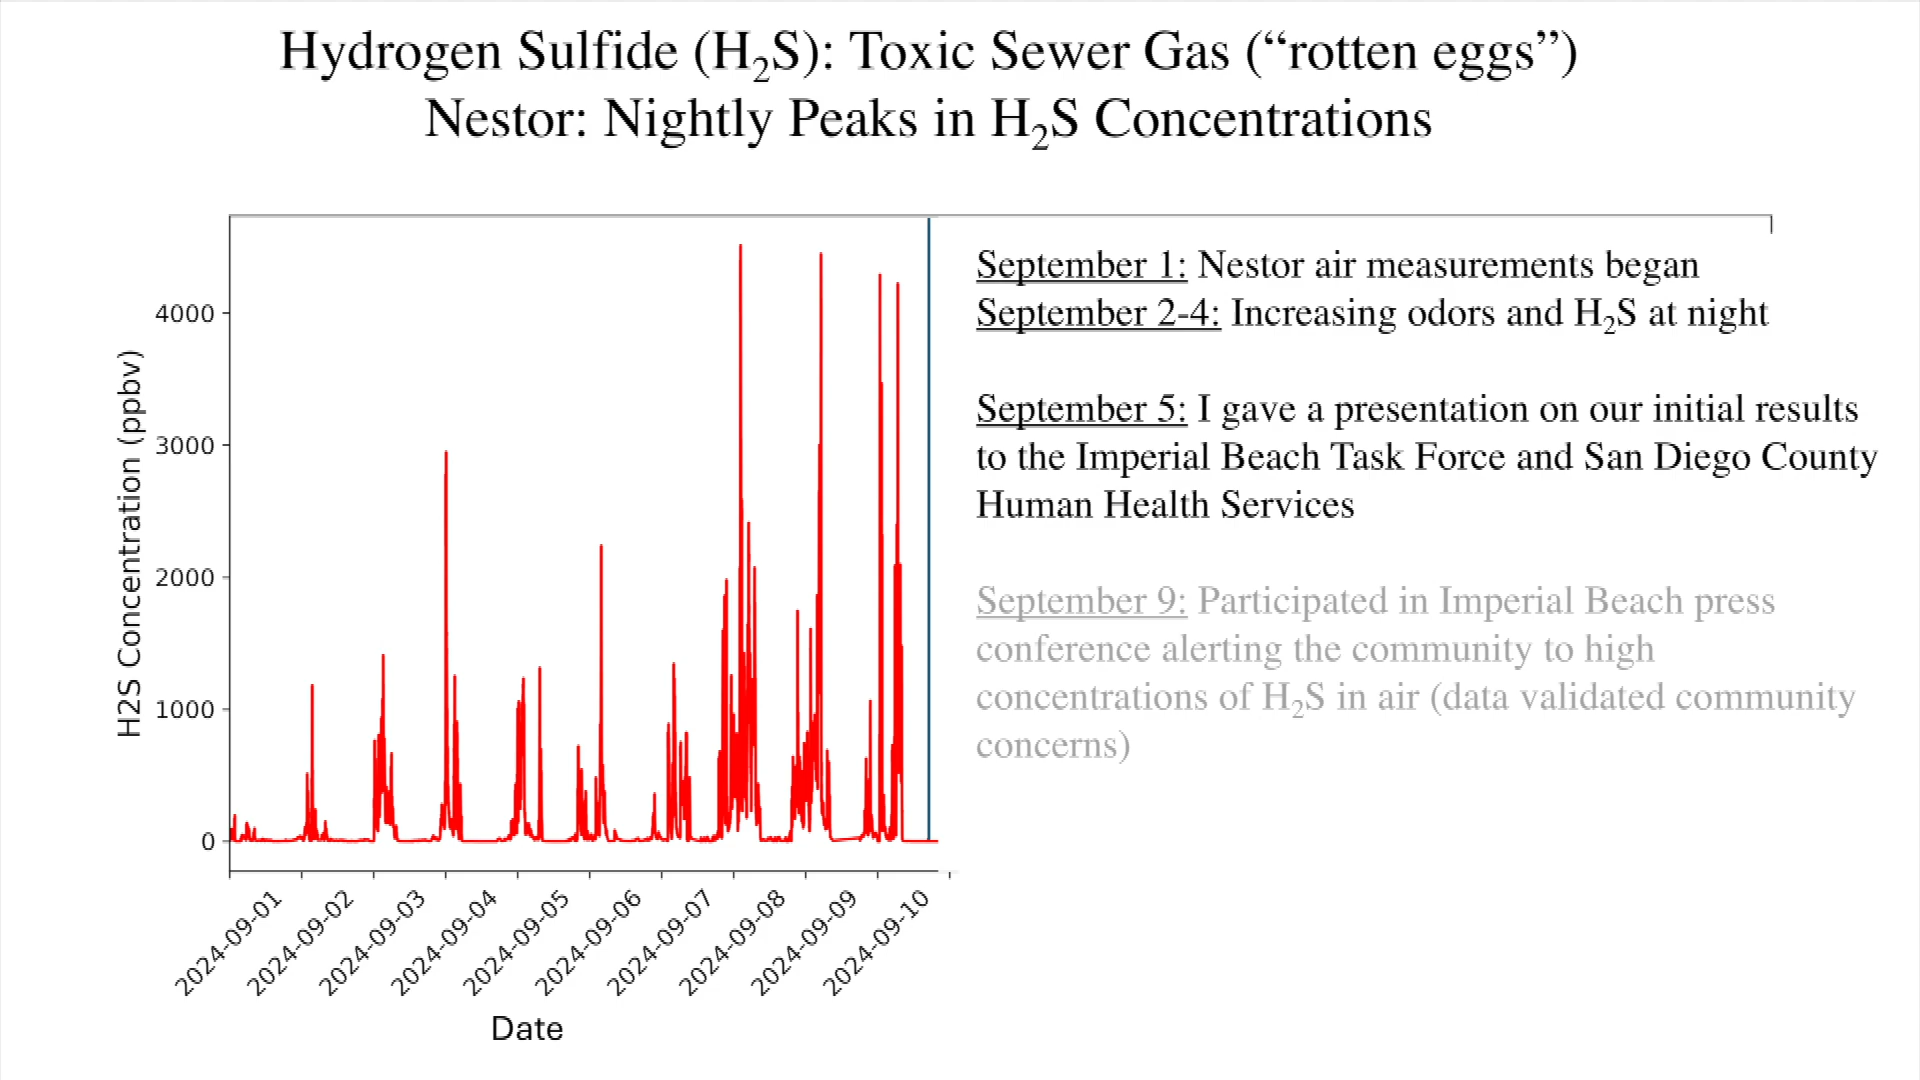 Hydrogen Sulfide (H₂S): Toxic Sewer Gas (“rotten eggs”)
Nestor: Nightly Peaks in H₂S Concentrations
September 1: Nestor air measurements began
September 2-4: Increasing odors and H₂S at night
September 5: I gave a presentation on our initial results
to the Imperial Beach Task Force and San Diego County
Human Health Services
September 9: Participated in Imperial Beach press
conference alerting the community to high
concentrations of H₂S in air (data validated community
concerns)
H2S Concentration (ppbv)
4000
3000
2000
1000
0
2024-09-01
2024-09-02
2024-09-03
2024-09-04
2024-09-05
2024-09-06
2024-09-07
2024-09-08
2024-09-09
2024-09-10
Date